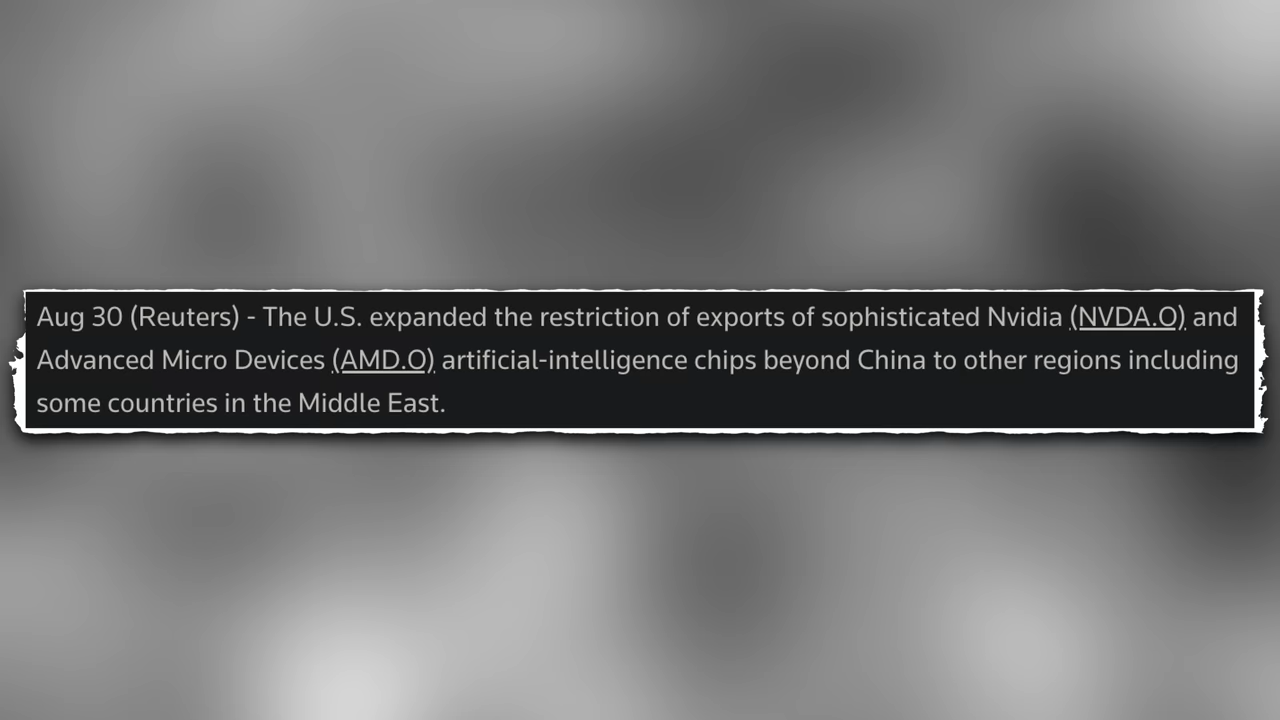 Aug 30 (Reuters) - The U.S. expanded the restriction of exports of sophisticated Nvidia (NVDA.O) and
Advanced Micro Devices (AMD.O) artificial-intelligence chips beyond China to other regions including
some countries in the Middle East.